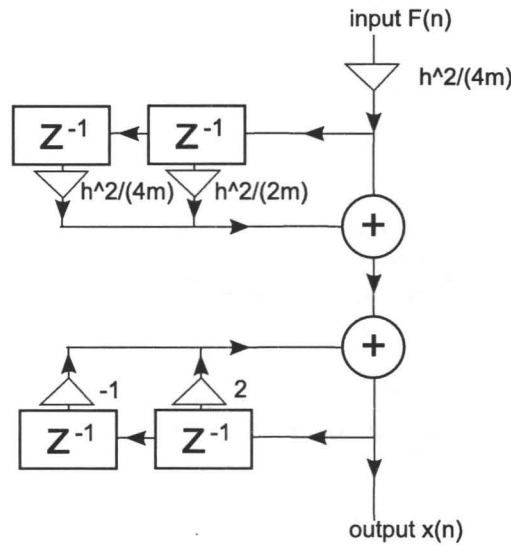 input F(n)
h^2/(4m)
Z-1 Z-1
h^2/(4m) h^2/(2m)
+
+
-1 2
Z-1 Z-1
output x(n)